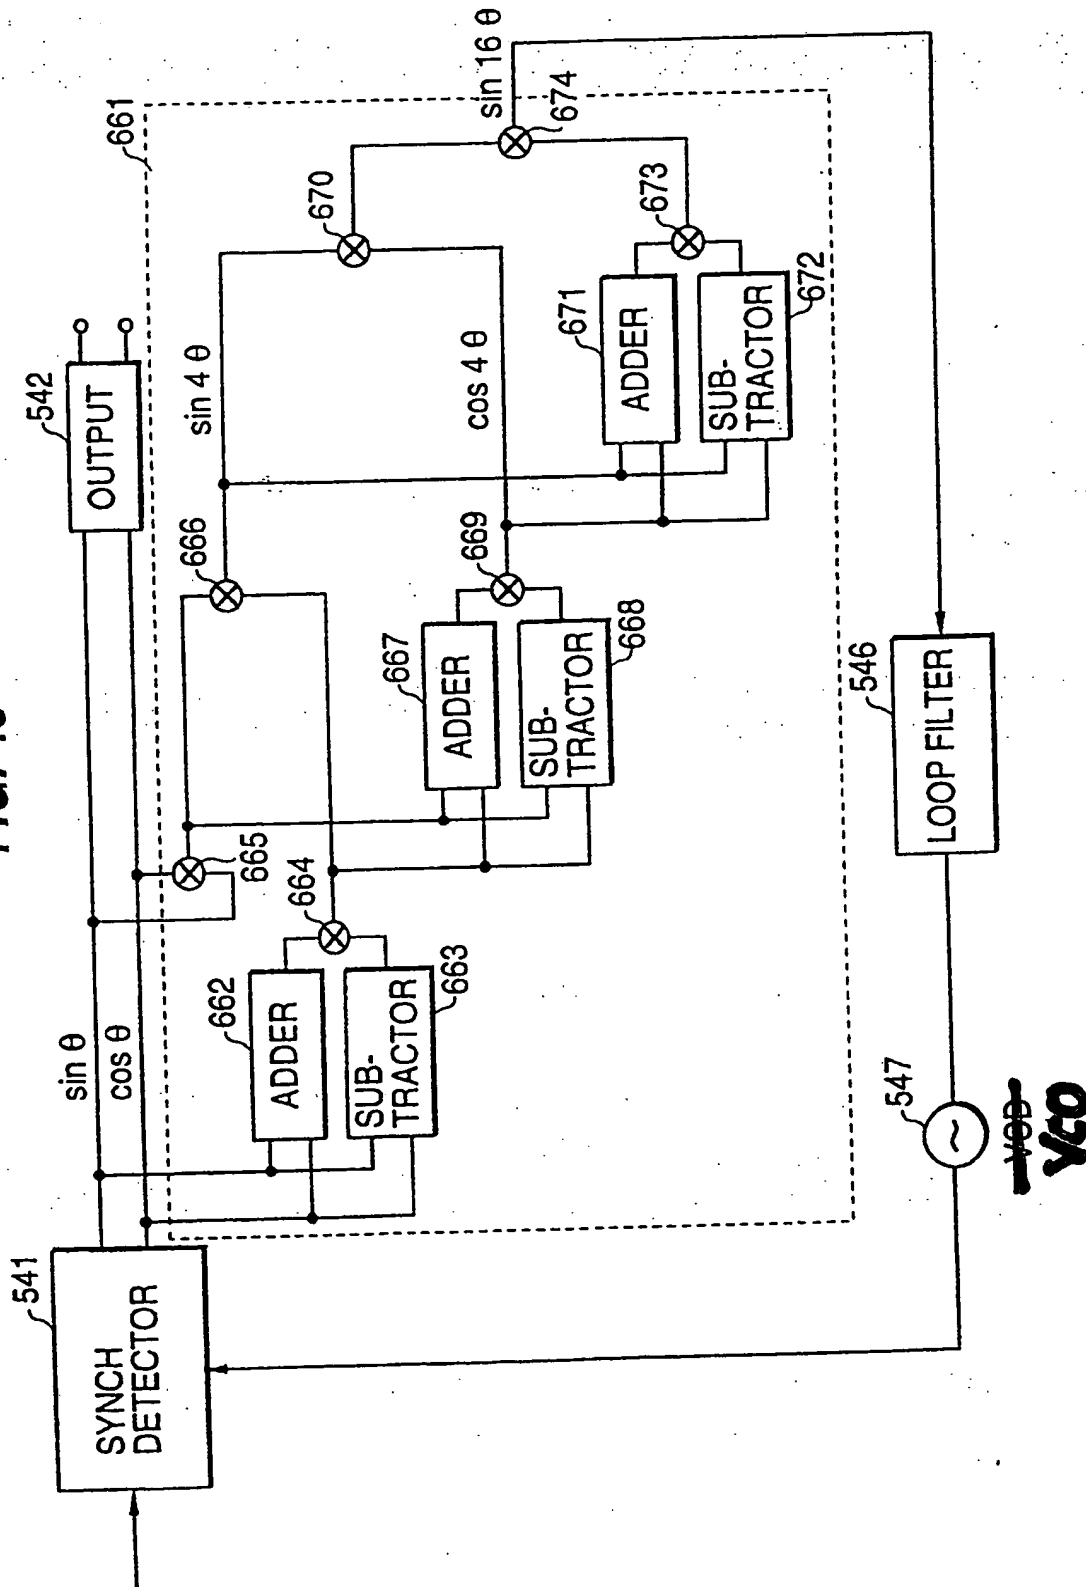 541
SYNCH
DETECTOR
sin θ
cos θ
542
OUTPUT
661
662
ADDER
663
SUB-
TRACTOR
664
665
666
sin 4 θ
667
ADDER
668
SUB-
TRACTOR
669
cos 4 θ
670
671
ADDER
672
SUB-
TRACTOR
673
674
sin 16 θ
546
LOOP FILTER
547
VCO